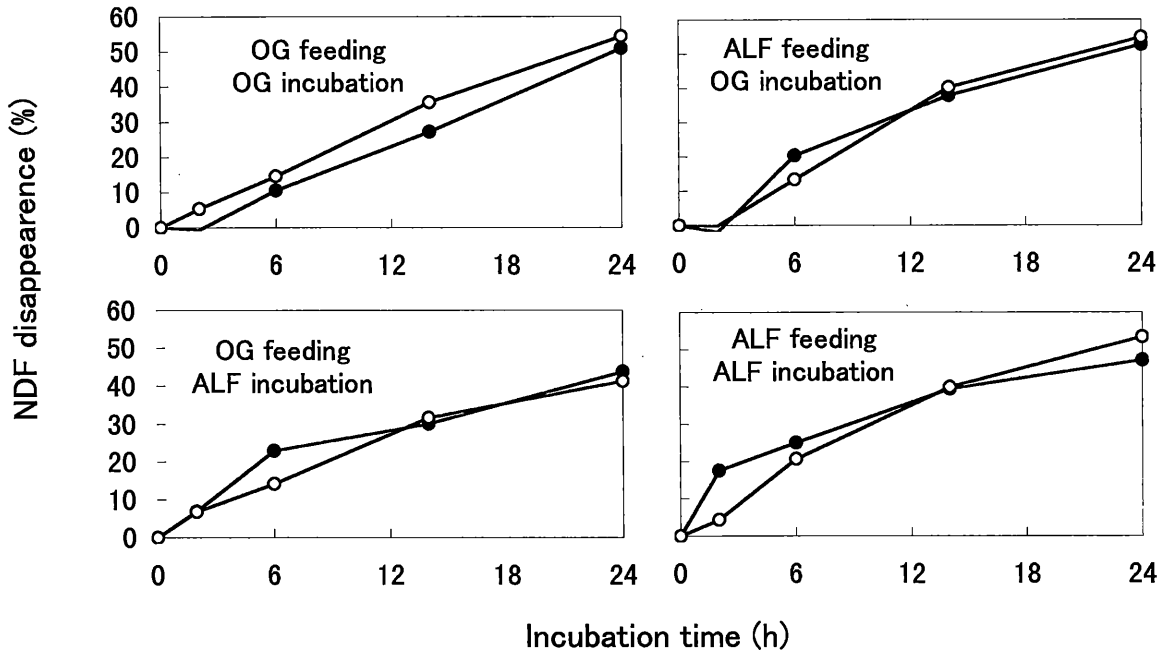 NDF disappearence (%)
60
50
40
30
20
10
0
OG feeding
OG incubation
0 6 12 18 24
ALF feeding
OG incubation
0 6 12 18 24
60
50
40
30
20
10
0
OG feeding
ALF incubation
0 6 12 18 24
ALF feeding
ALF incubation
0 6 12 18 24
Incubation time (h)